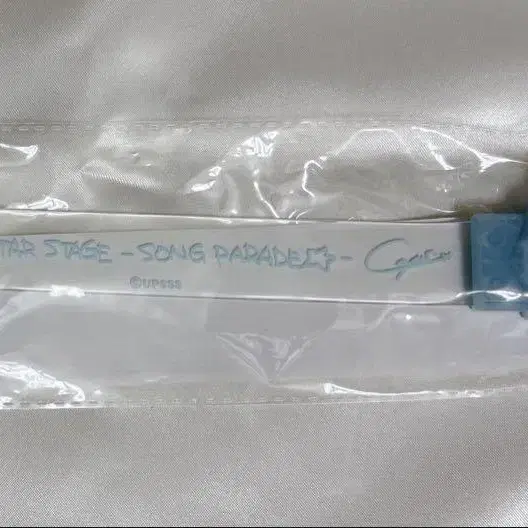 TAR STAGE -SONG PARADE!?-
©UPSSS